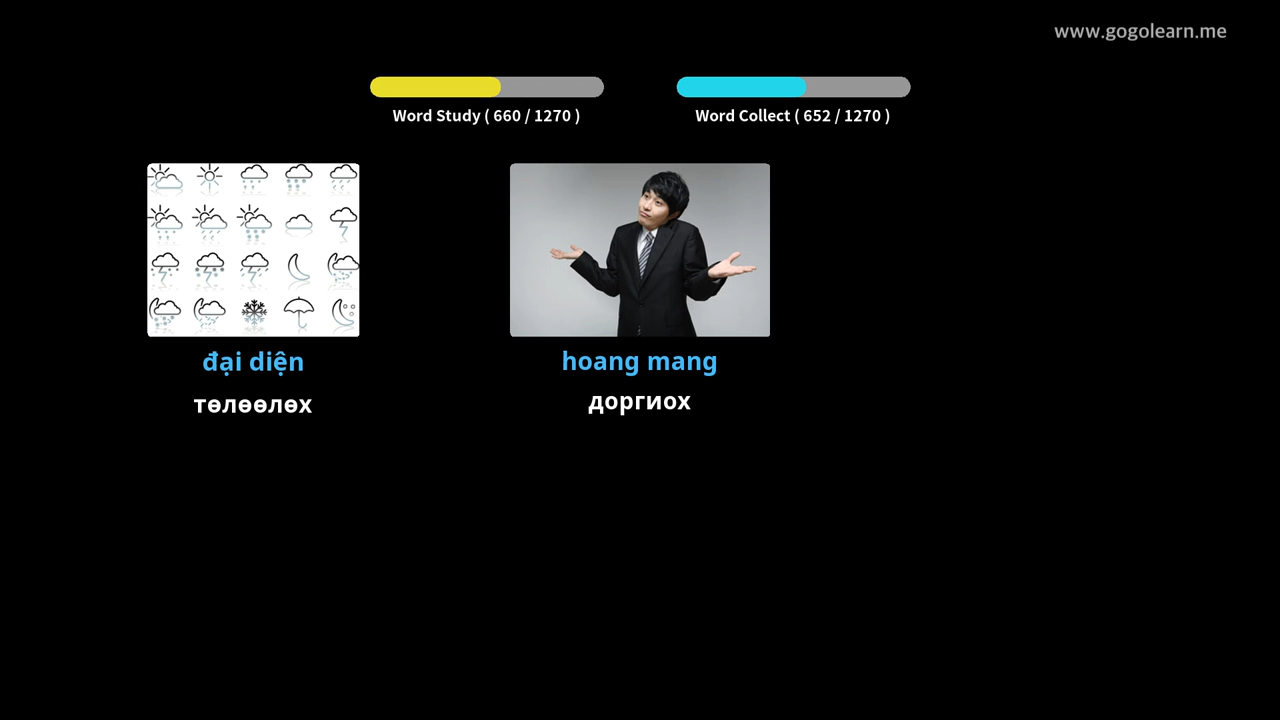 www.gogolearn.me
Word Study ( 660 / 1270 )
Word Collect ( 652 / 1270 )
đại diện
төлөөлөх
hoang mang
доргиох